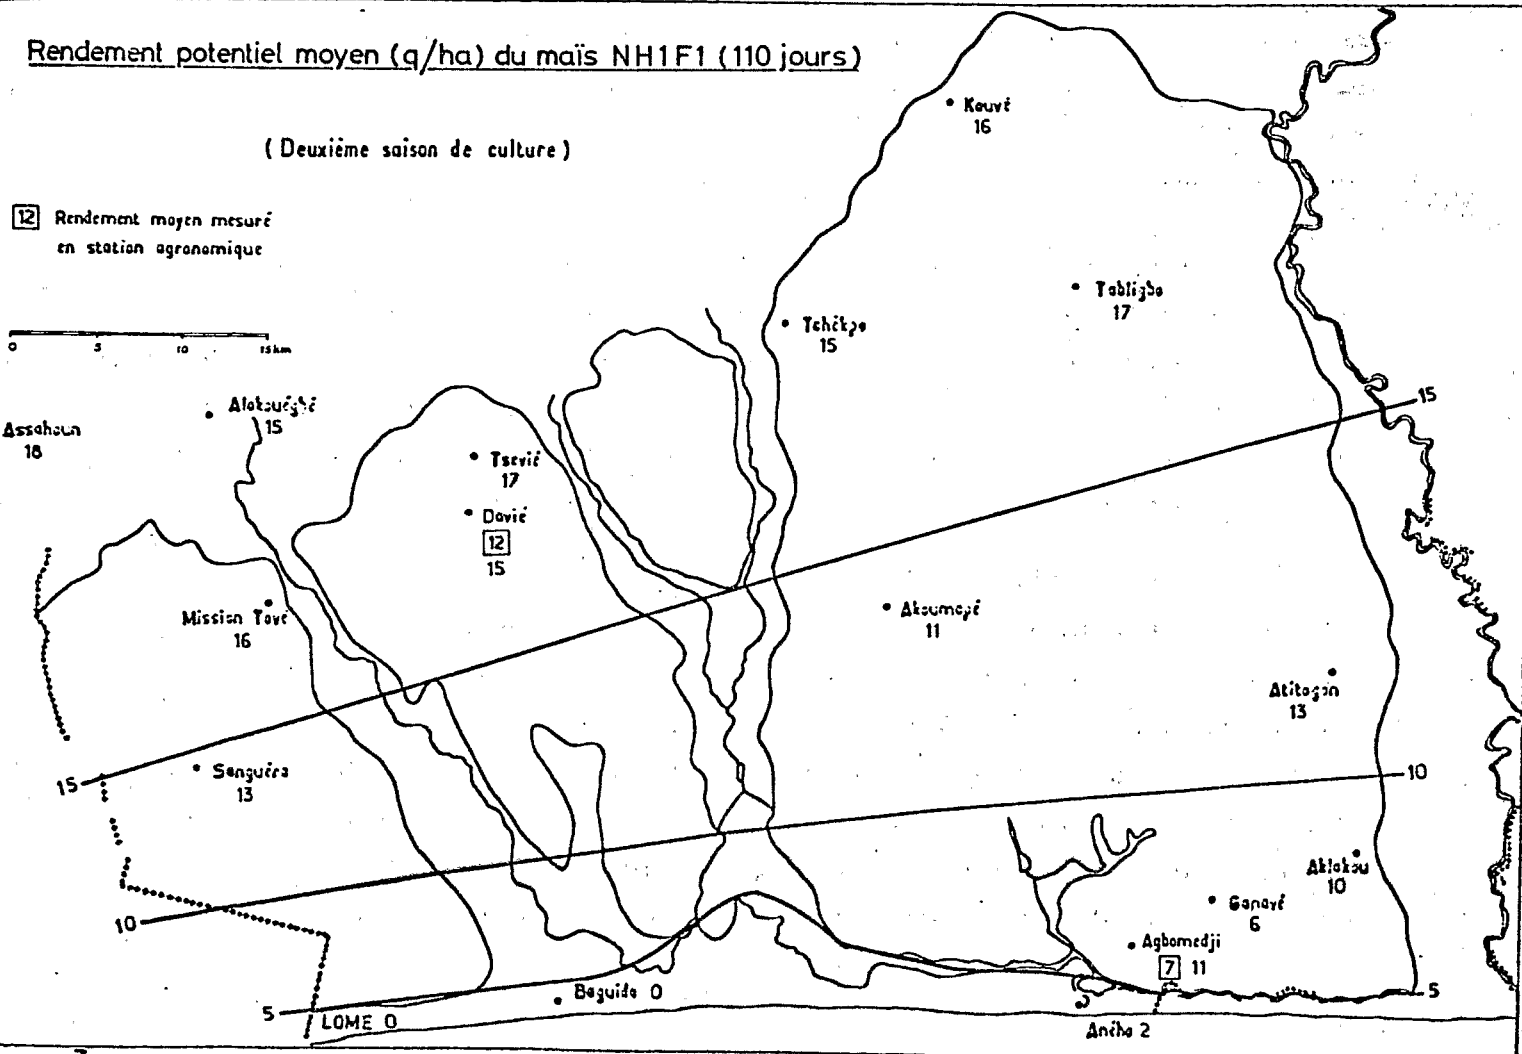 Rendement potentiel moyen (q/ha) du maïs NH1F1 (110 jours)
(Deuxième saison de culture)
12 Rendement moyen mesuré
en station agronomique
0 5 10 15 km
Kouvé
16
Tabligbo
17
Tchékpo
15
15
Alokouégbé
15
Assahoun
18
Tsévié
17
Davié
12
15
Mission Tové
16
Akoumapé
11
Atitogon
13
15
Sanguéra
13
10
Aklakou
10
Ganavé
6
10
Agbomedji
7 11
Baguida 0
5
5
LOME 0
Aného 2